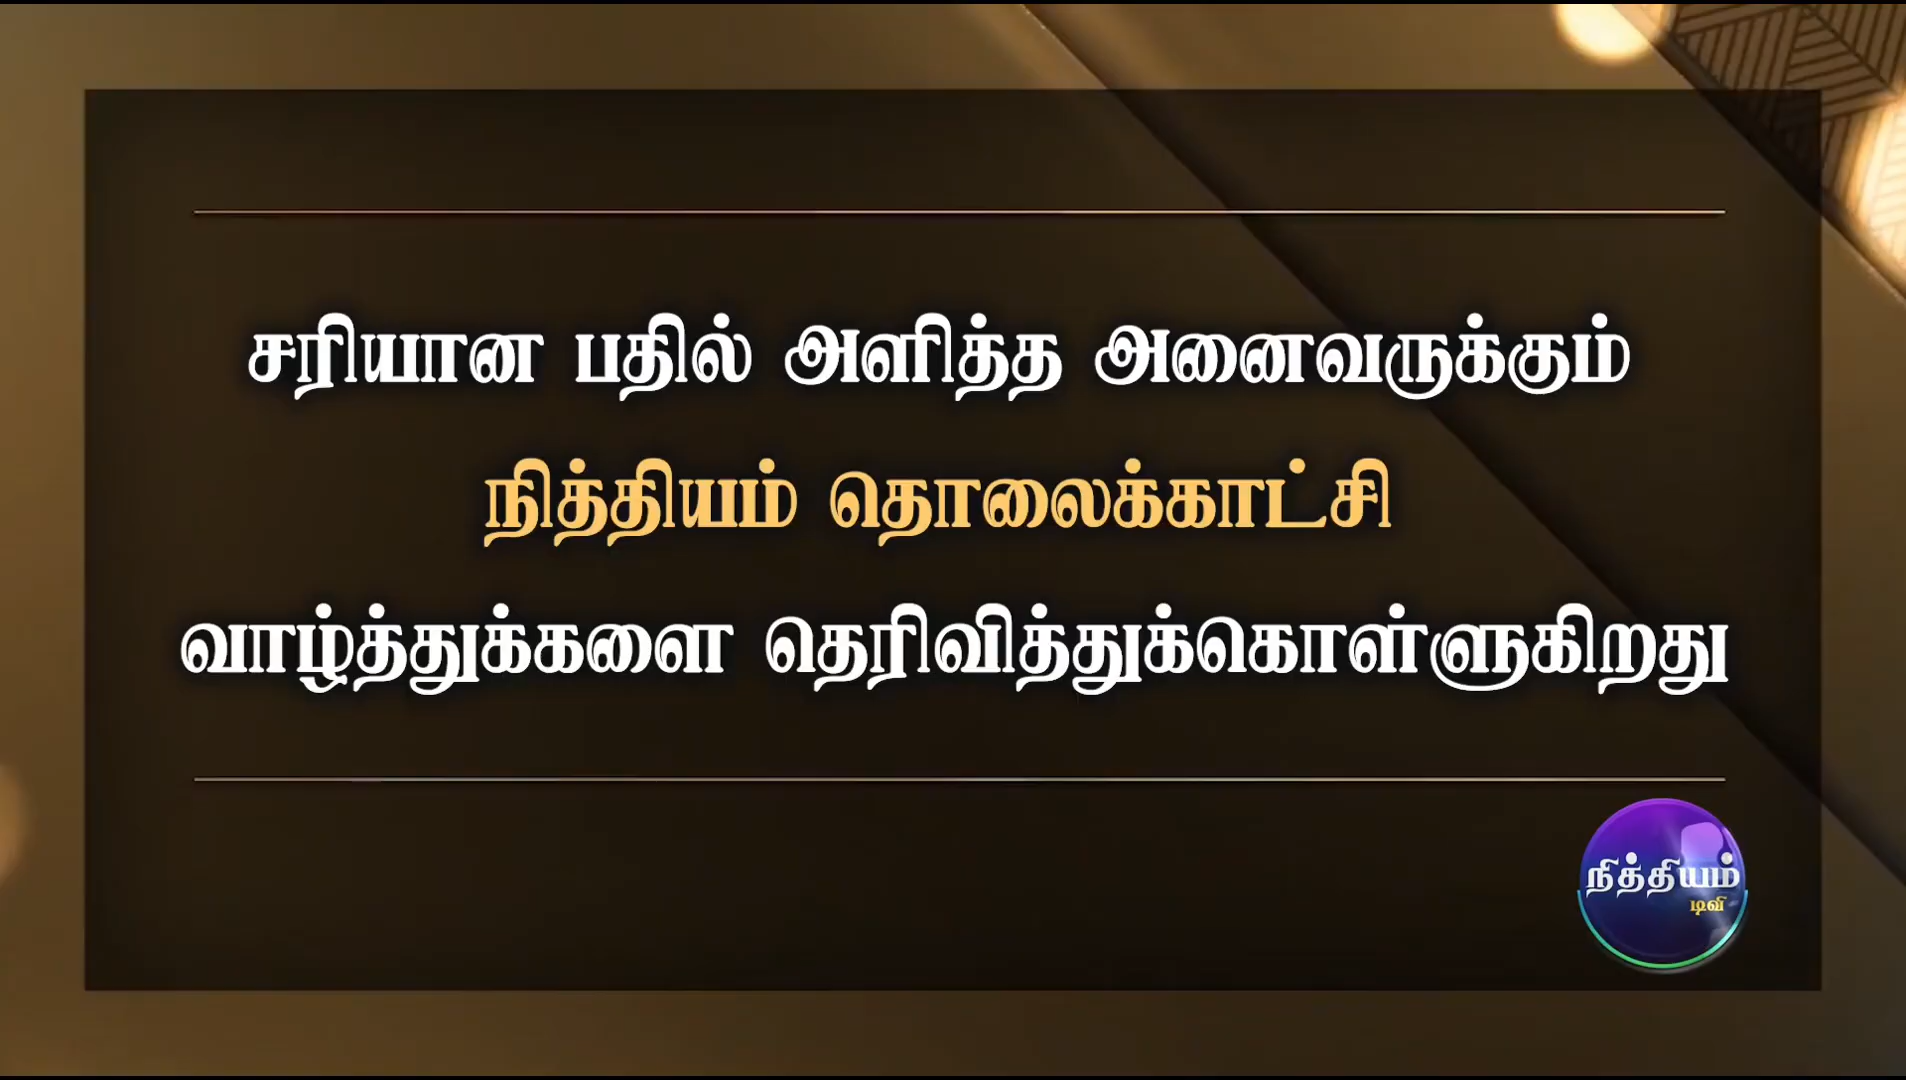 சரியான பதில் அளித்த அனைவருக்கும்
நித்தியம் தொலைக்காட்சி
வாழ்த்துக்களை தெரிவித்துக்கொள்ளுகிறது
நித்தியம்
டிவி